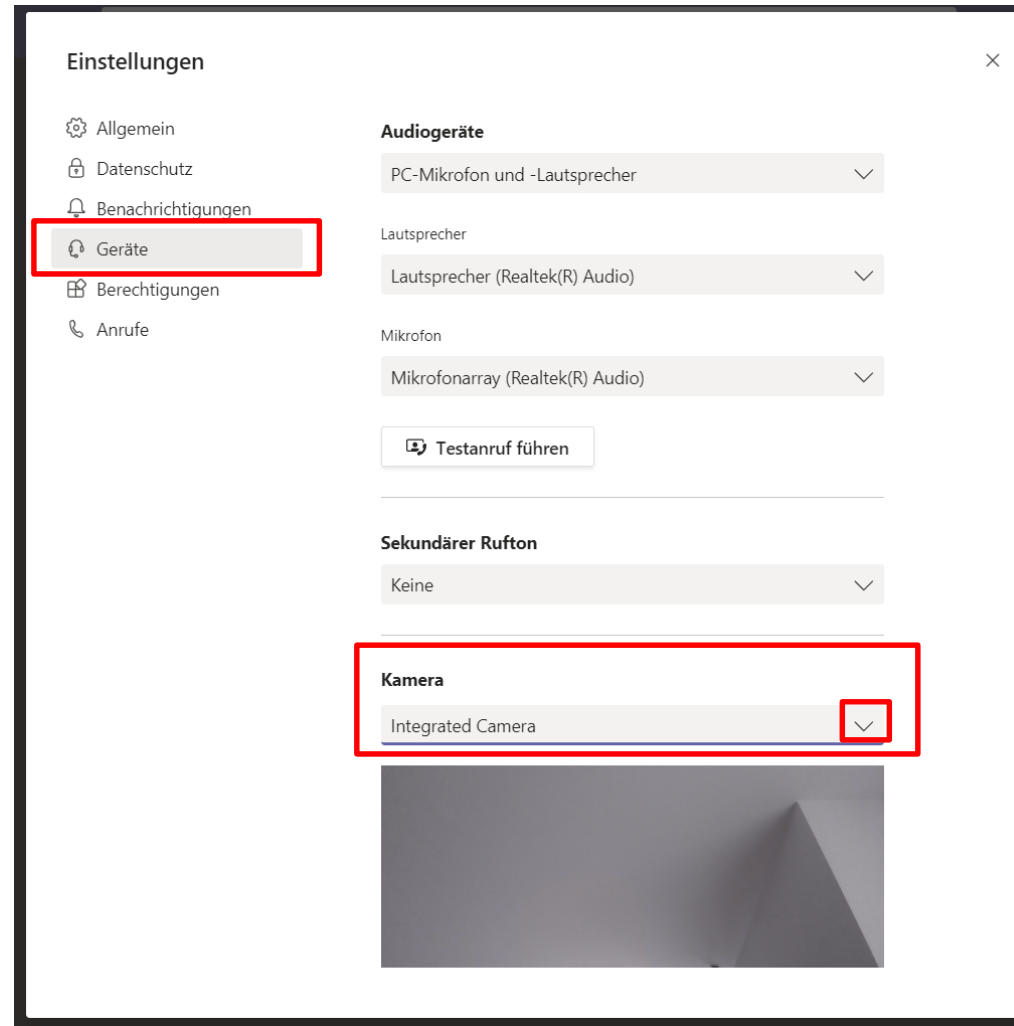 Einstellungen
Allgemein
Datenschutz
Benachrichtigungen
Geräte
Berechtigungen
Anrufe
Audiogeräte
PC-Mikrofon und -Lautsprecher
Lautsprecher
Lautsprecher (Realtek(R) Audio)
Mikrofon
Mikrofonarray (Realtek(R) Audio)
Testanruf führen
Sekundärer Rufton
Keine
Kamera
Integrated Camera